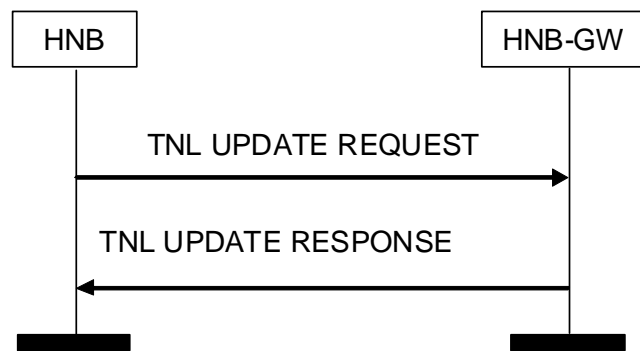 HNB
HNB-GW
TNL UPDATE REQUEST
TNL UPDATE RESPONSE